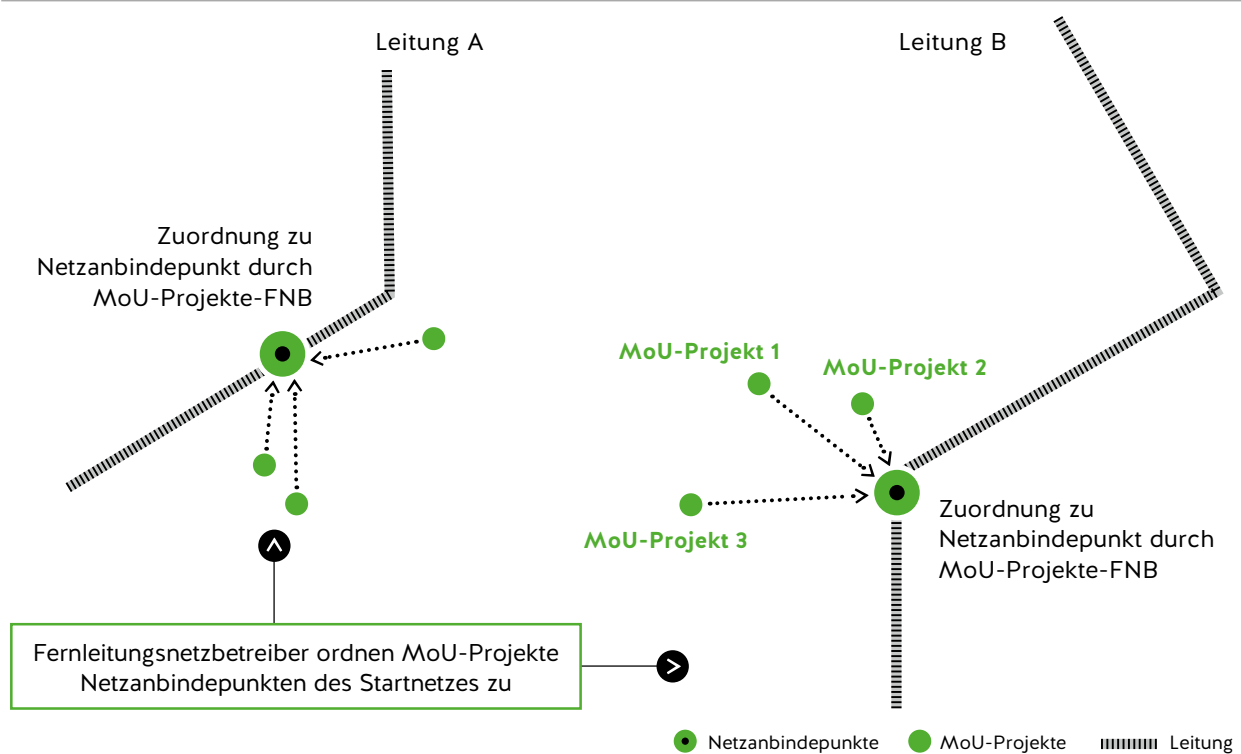 Leitung A
Leitung B
Zuordnung zu
Netzanbindepunkt durch
MoU-Projekte-FNB
MoU-Projekt 1
MoU-Projekt 2
MoU-Projekt 3
Zuordnung zu
Netzanbindepunkt durch
MoU-Projekte-FNB
Fernleitungsnetzbetreiber ordnen MoU-Projekte
Netzanbindepunkten des Startnetzes zu
Netzanbindepunkte
MoU-Projekte
Leitung